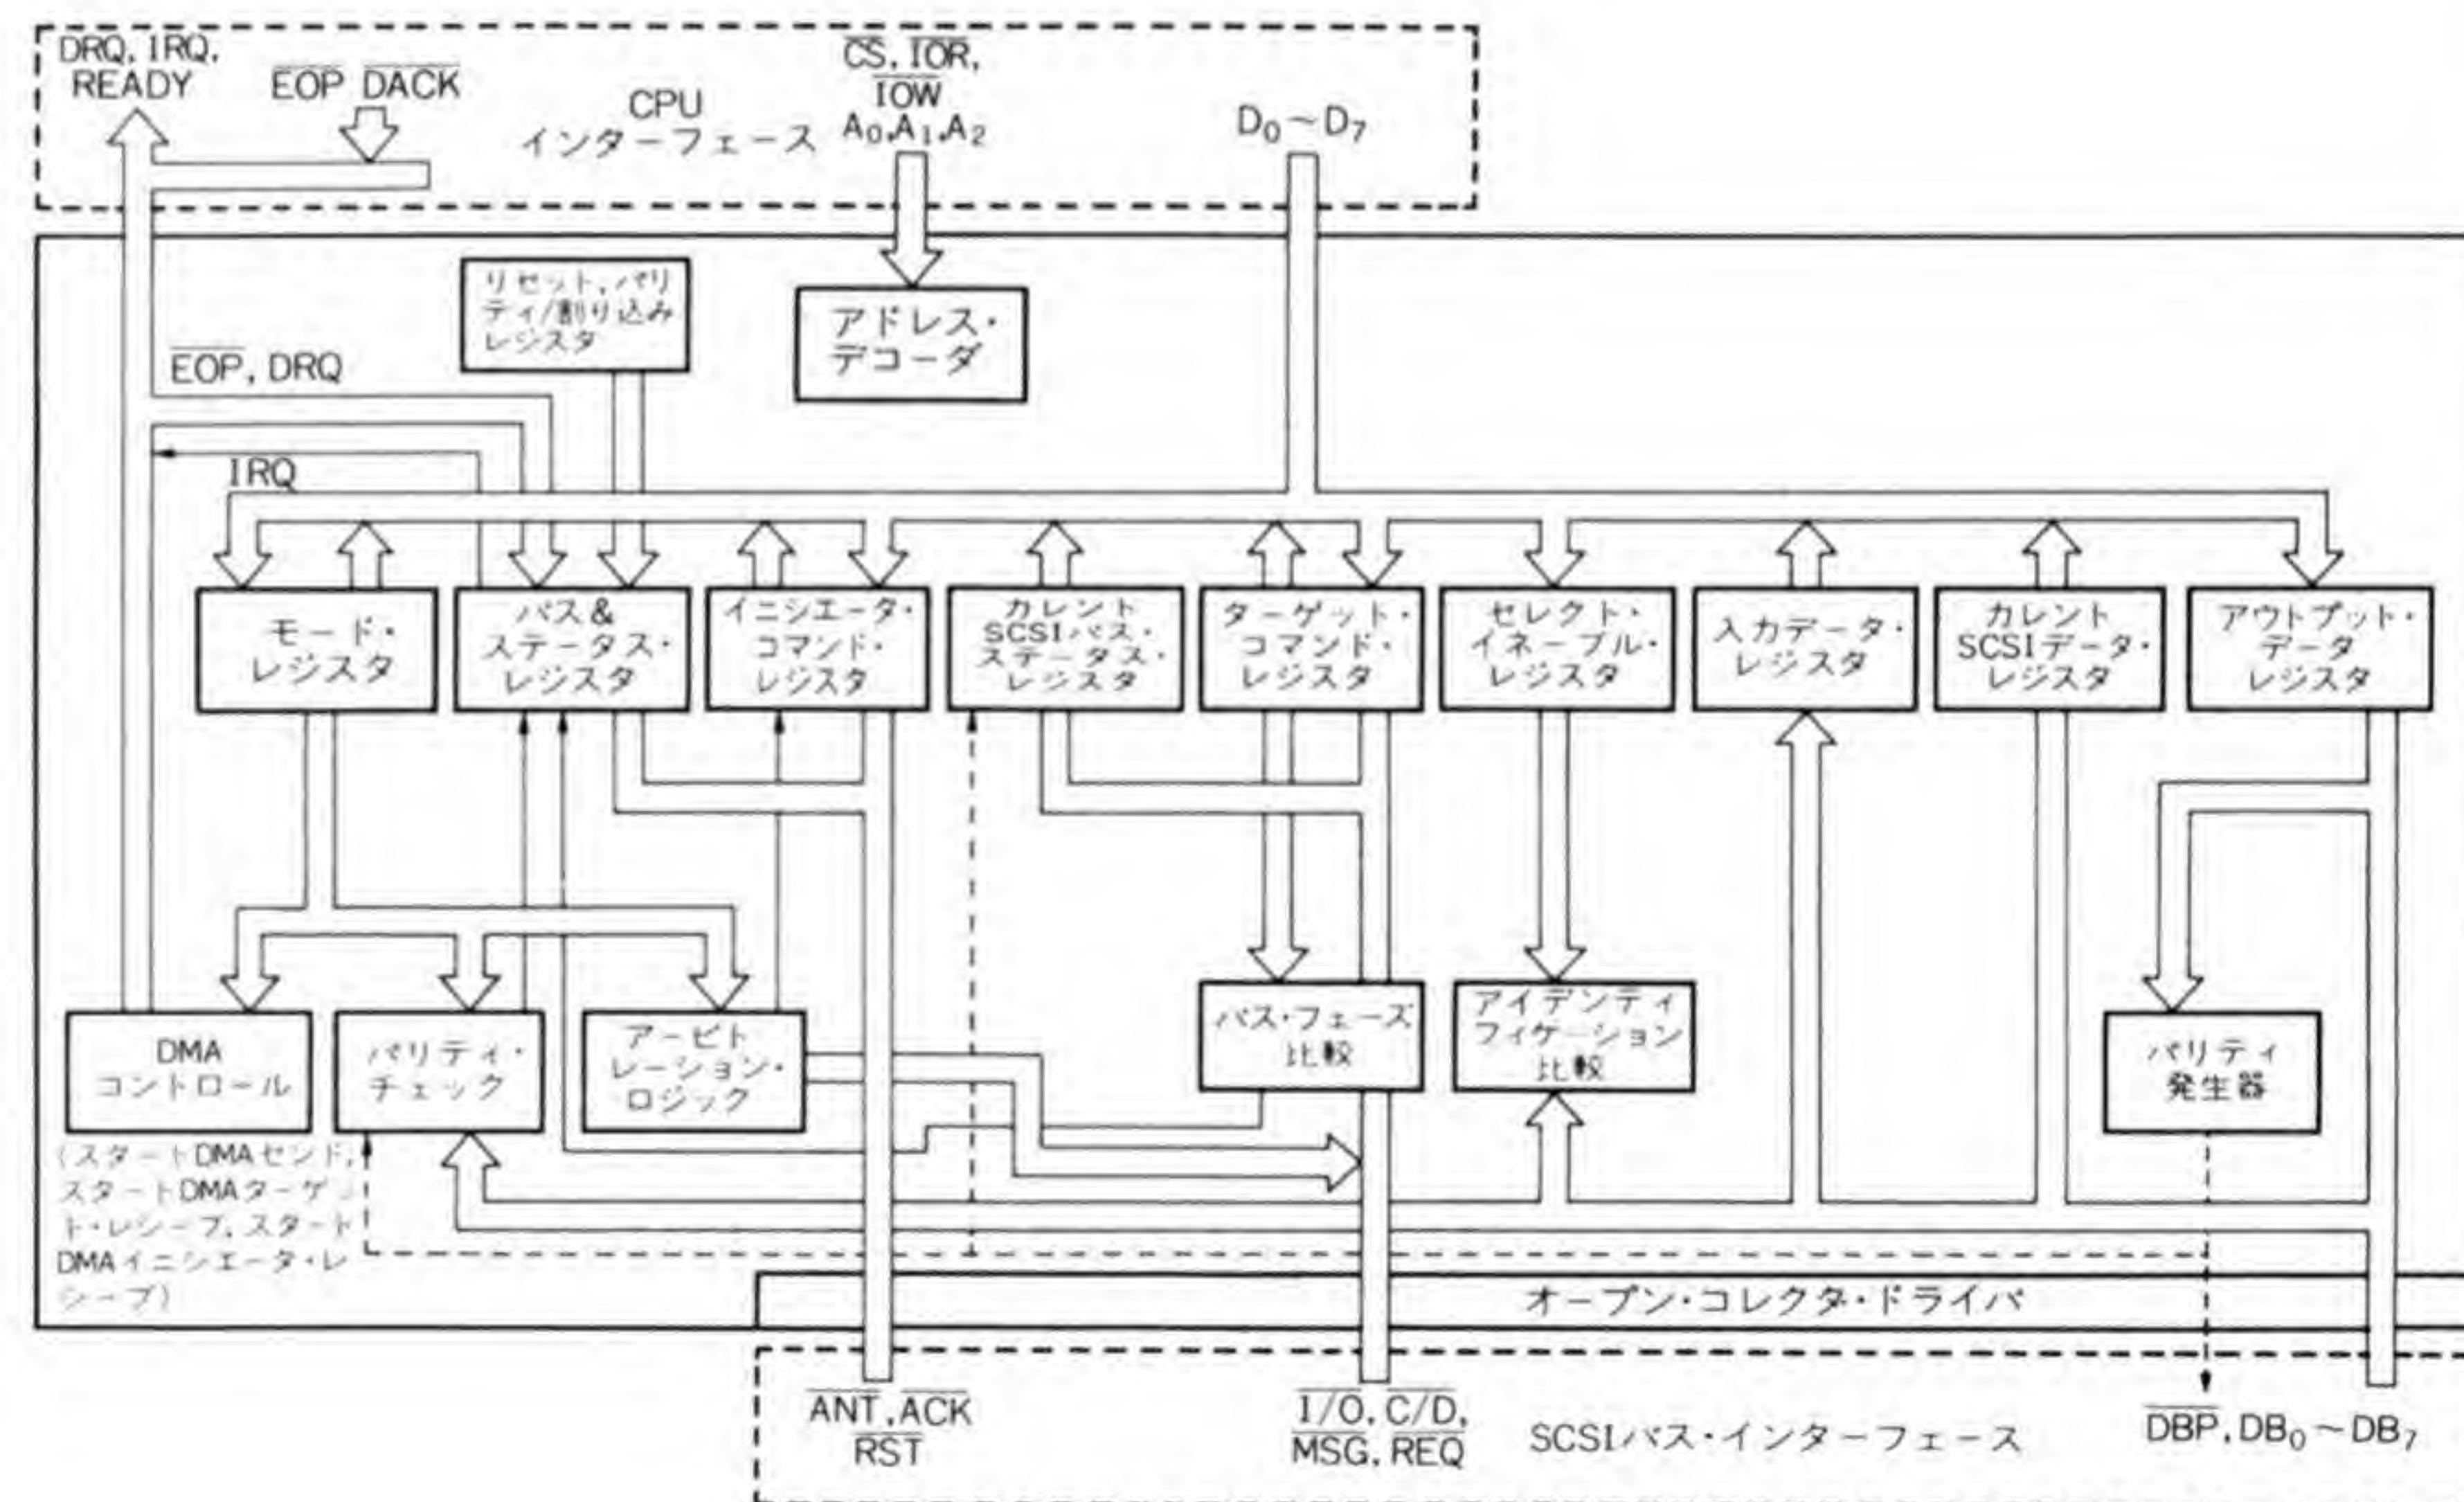 DRQ, IRQ,
READY
EOP DACK
CPU
インターフェース
CS, IOR,
IOW
A0,A1,A2
D0～D7
リセット,パリ
ティ/割り込み
レジスタ
アドレス・
デコーダ
EOP, DRQ
IRQ
モード・
レジスタ
バス&
ステータス・
レジスタ
イニシエータ・
コマンド・
レジスタ
カレント
SCSIバス・
ステータス・
レジスタ
ターゲット・
コマンド・
レジスタ
セレクト・
イネーブル・
レジスタ
入力データ・
レジスタ
カレント
SCSIデータ・
レジスタ
アウトプット・
データ
レジスタ
DMA
コントロール
パリティ・
チェック
アービト
レーション・
ロジック
バス・フェーズ
比較
アイデンティ
フィケーション
比較
パリティ
発生器
(スタートDMAセンド,
スタートDMAターゲッ
ト・レシーブ, スタート
DMAイニシエータ・レ
シーブ)
オープン・コレクタ・ドライバ
ANT, ACK
RST
I/O, C/D,
MSG, REQ
SCSIバス・インターフェース
DBP, DB0～DB7